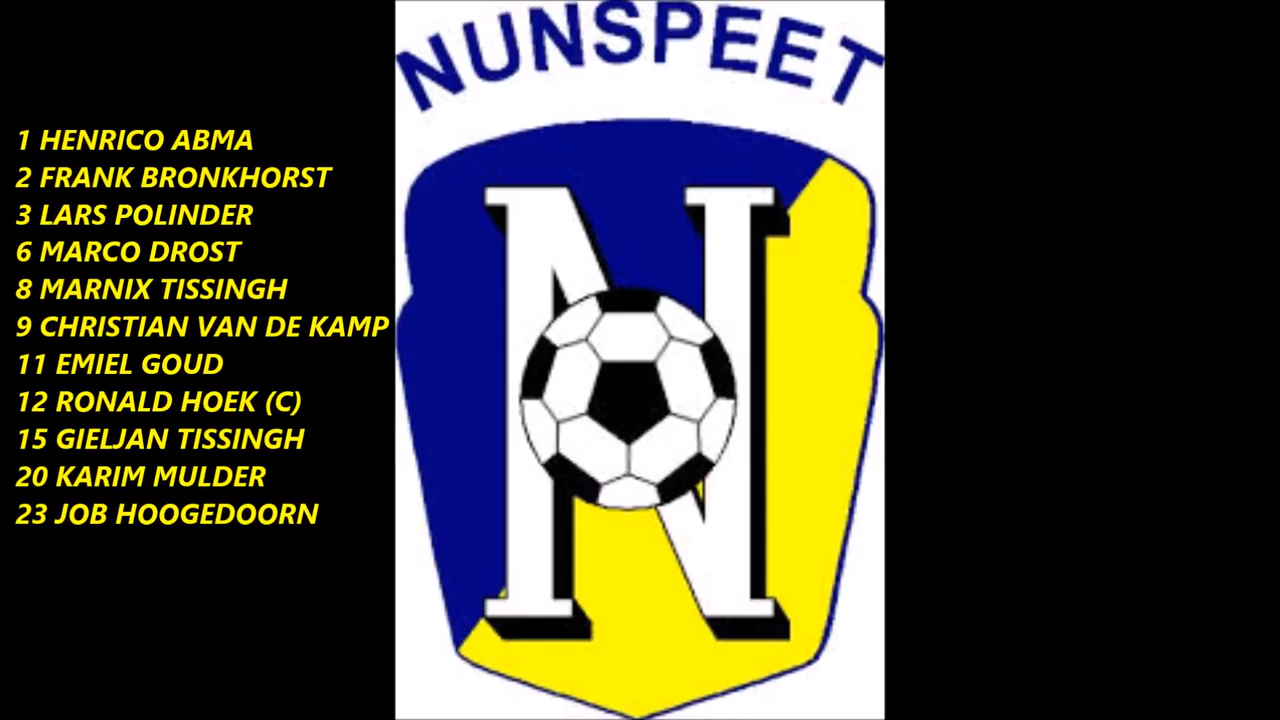 NUNSPEET
1 HENRICO ABMA
2 FRANK BRONKHORST
3 LARS POLINDER
6 MARCO DROST
8 MARNIX TISSINGH
9 CHRISTIAN VAN DE KAMP
11 EMIEL GOUD
12 RONALD HOEK (C)
15 GIELJAN TISSINGH
20 KARIM MULDER
23 JOB HOOGEDOORN
N